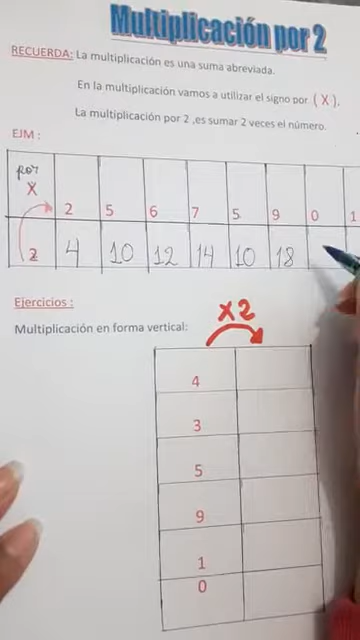 Multiplicación por 2
RECUERDA: La multiplicación es una suma abreviada.
En la multiplicación vamos a utilizar el signo por ( X ).
La multiplicación por 2 ,es sumar 2 veces el número.
EJM :
por
X 2 5 6 7 5 9 0 1
2 4 10 12 14 10 18
Ejercicios :
X2
Multiplicación en forma vertical:
4
3
5
9
1
0